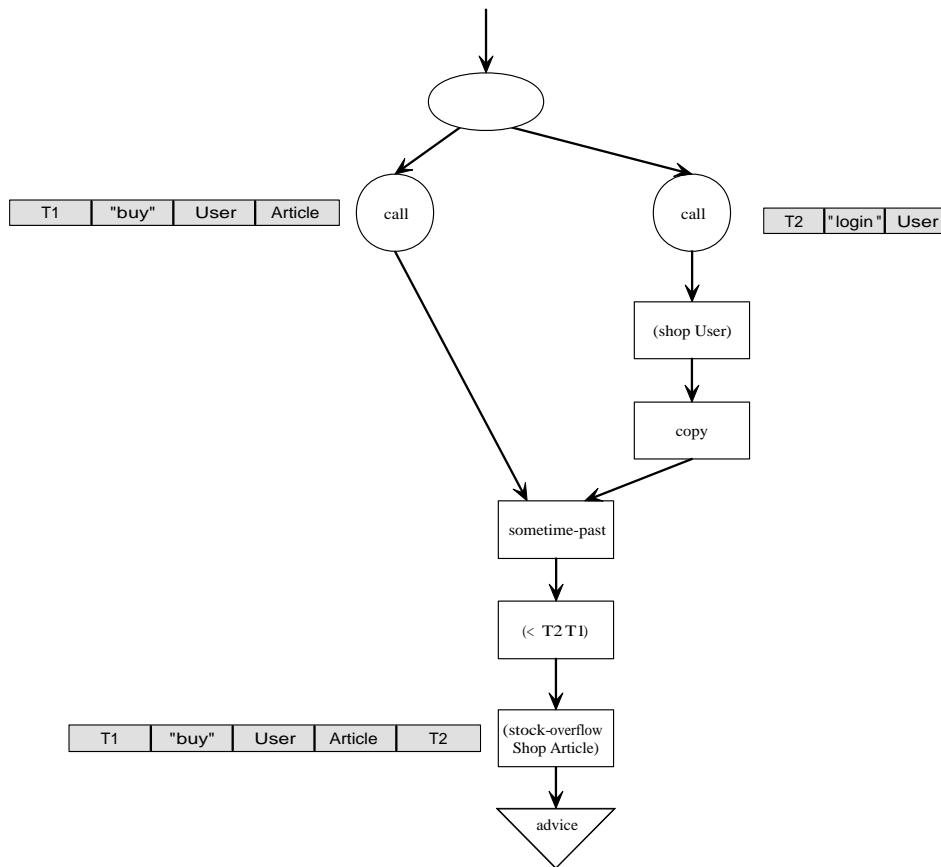 T1 "buy" User Article
call
call
T2 "login" User
(shop User)
copy
sometime-past
(< T2 T1)
T1 "buy" User Article T2
(stock-overflow
Shop Article)
advice